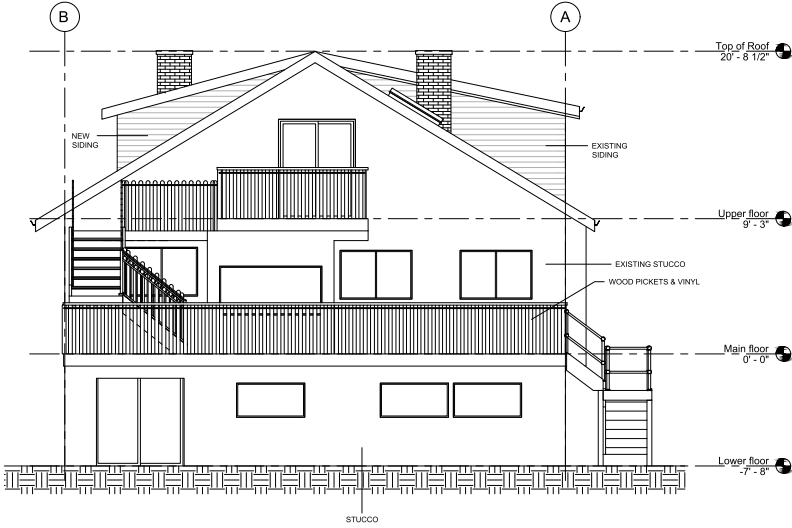 B
A
Top of Roof
20' - 8 1/2"
NEW
SIDING
EXISTING
SIDING
Upper floor
9' - 3"
EXISTING STUCCO
WOOD PICKETS & VINYL
Main floor
0' - 0"
Lower floor
-7' - 8"
STUCCO